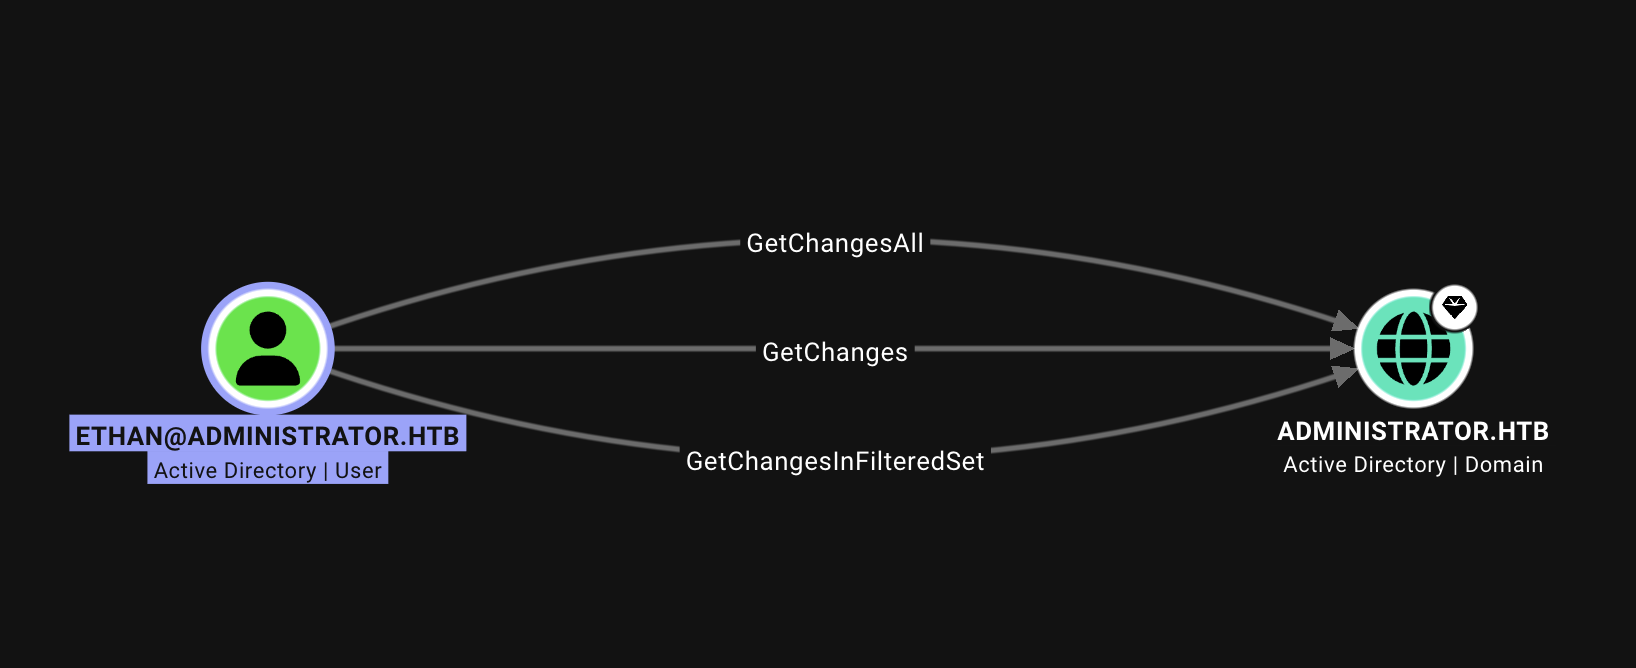 GetChangesAll
GetChanges
GetChangesInFilteredSet
ETHAN@ADMINISTRATOR.HTB
Active Directory | User
ADMINISTRATOR.HTB
Active Directory | Domain